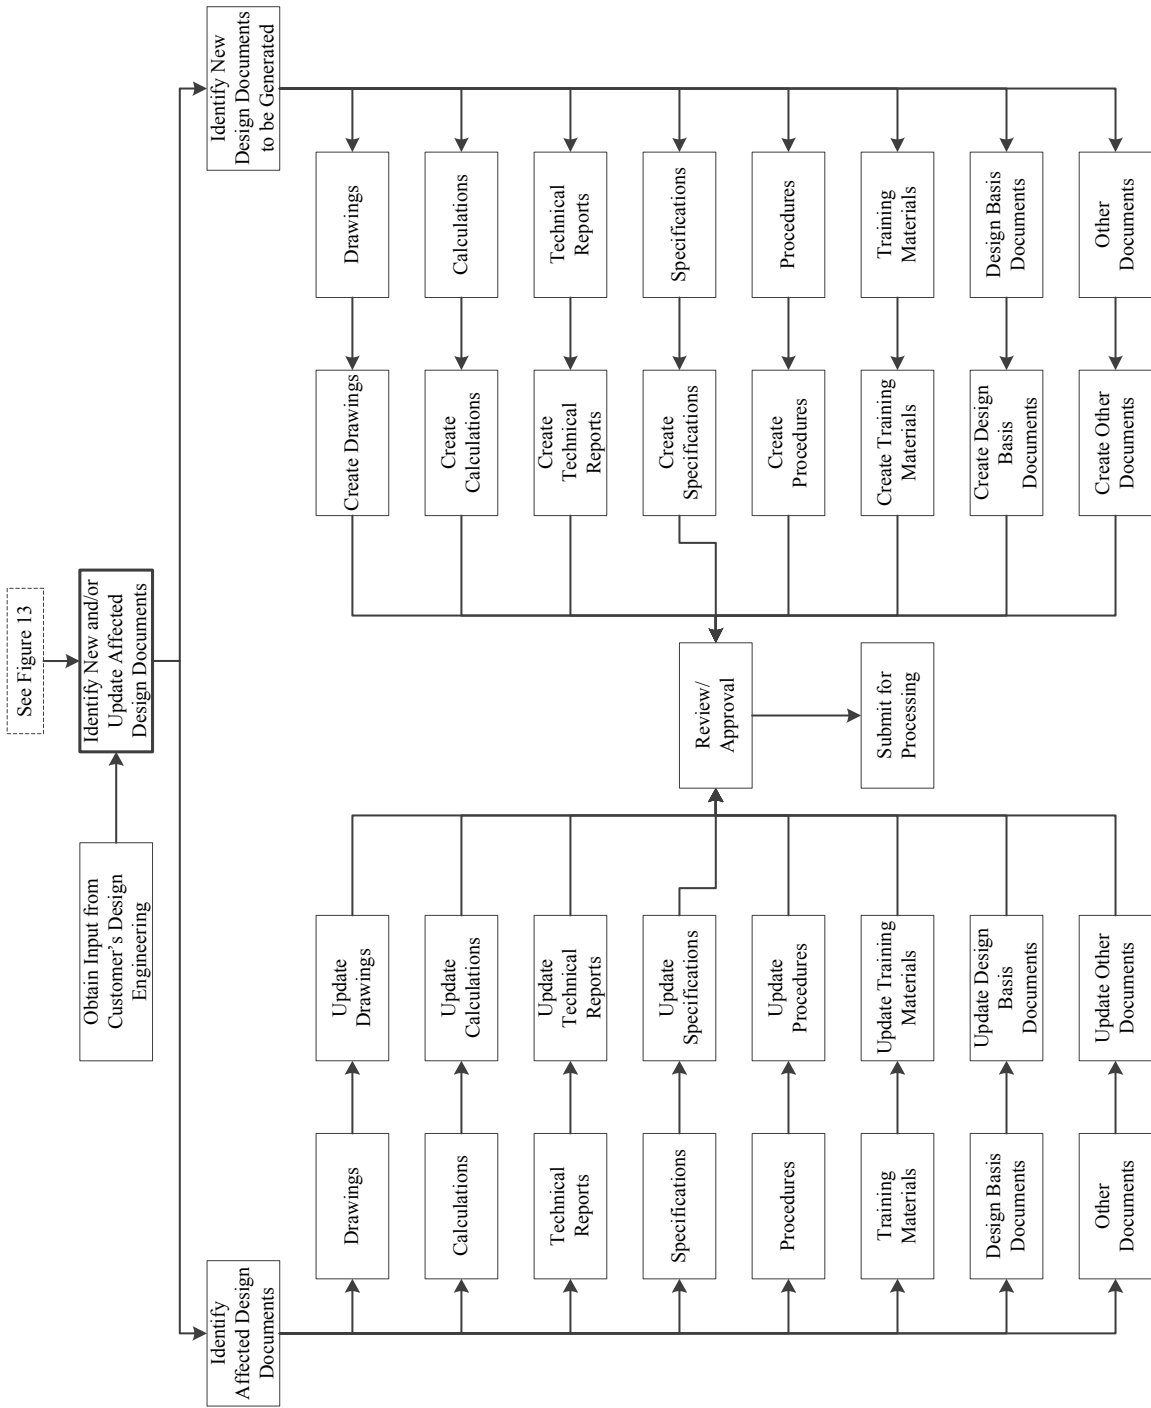 See Figure 13
Obtain Input from
Customer's Design
Engineering
Identify New and/or
Update Affected
Design Documents
Identify
Affected Design
Documents
Identify New
Design Documents
to be Generated
Drawings
Update
Drawings
Create Drawings
Drawings
Calculations
Update
Calculations
Create
Calculations
Calculations
Technical
Reports
Update
Technical
Reports
Create
Technical
Reports
Technical
Reports
Specifications
Update
Specifications
Review/
Approval
Create
Specifications
Specifications
Procedures
Update
Procedures
Create
Procedures
Procedures
Training
Materials
Update Training
Materials
Submit for
Processing
Create Training
Materials
Training
Materials
Design Basis
Documents
Update Design
Basis
Documents
Create Design
Basis
Documents
Design Basis
Documents
Other
Documents
Update Other
Documents
Create Other
Documents
Other
Documents